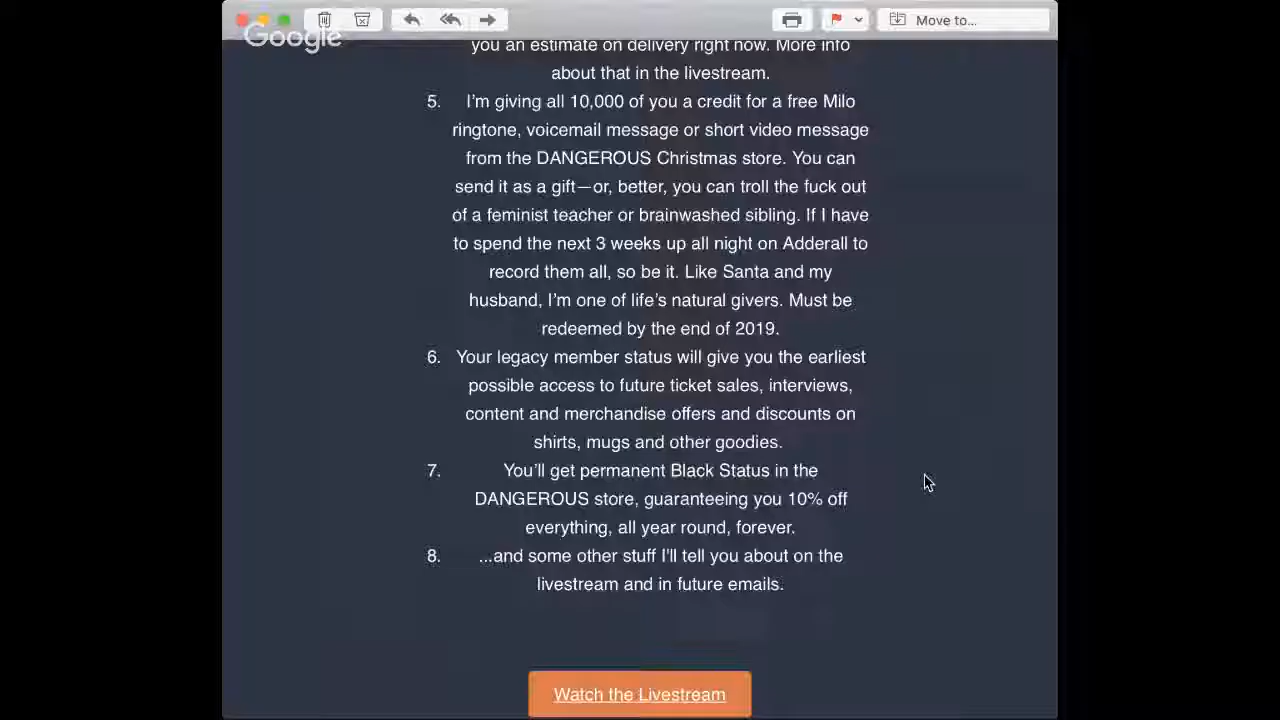 Move to...
Google
you an estimate on delivery right now. More info
about that in the livestream.
5. I'm giving all 10,000 of you a credit for a free Milo
ringtone, voicemail message or short video message
from the DANGEROUS Christmas store. You can
send it as a gift—or, better, you can troll the fuck out
of a feminist teacher or brainwashed sibling. If I have
to spend the next 3 weeks up all night on Adderall to
record them all, so be it. Like Santa and my
husband, I'm one of life's natural givers. Must be
redeemed by the end of 2019.
6. Your legacy member status will give you the earliest
possible access to future ticket sales, interviews,
content and merchandise offers and discounts on
shirts, mugs and other goodies.
7. You'll get permanent Black Status in the
DANGEROUS store, guaranteeing you 10% off
everything, all year round, forever.
8. ...and some other stuff I'll tell you about on the
livestream and in future emails.
Watch the Livestream